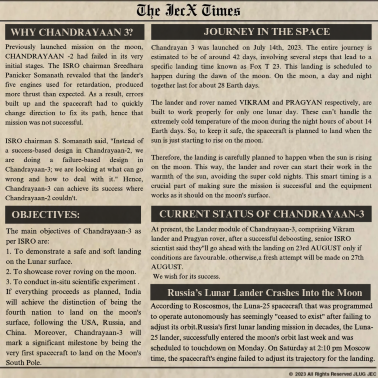 The JecX Times
WHY CHANDRAYAAN 3?
Previously launched mission on the moon,
CHANDRAYAAN -2 had failed in its very
initial stages. The ISRO chairman Sreedhara
Panicker Somanath revealed that the lander's
five engines used for retardation, produced
more thrust than expected. As a result, errors
built up and the spacecraft had to quickly
change direction to fix its path, hence that
mission was not successful.
ISRO chairman S. Somanath said, "Instead of
a success-based design in Chandrayaan-2, we
are doing a failure-based design in
Chandrayaan-3; we are looking at what can go
wrong and how to deal with it." Hence,
Chandrayaan-3 can achieve its success where
Chandrayaan-2 couldn't.
OBJECTIVES:
The main objectives of Chandrayaan-3 as
per ISRO are:
1. To demonstrate a safe and soft landing
on the Lunar surface.
2. To showcase rover roving on the moon.
3. To conduct in-situ scientific experiment .
If everything proceeds as planned, India
will achieve the distinction of being the
fourth nation to land on the moon's
surface, following the USA, Russia, and
China. Moreover, Chandrayaan-3 will
mark a significant milestone by being the
very first spacecraft to land on the Moon's
South Pole.
JOURNEY IN THE SPACE
Chandrayan 3 was launched on July 14th, 2023. The entire journey is
estimated to be of around 42 days, involving several steps that lead to a
specific landing time known as Fox T 23. This landing is scheduled to
happen during the dawn of the moon. On the moon, a day and night
together last for about 28 Earth days.
The lander and rover named VIKRAM and PRAGYAN respectively, are
built to work properly for only one lunar day. These can't handle the
extremely cold temperature of the moon during the night hours of about 14
Earth days. So, to keep it safe, the spacecraft is planned to land when the
sun is just starting to rise on the moon.
Therefore, the landing is carefully planned to happen when the sun is rising
on the moon. This way, the lander and rover can start their work in the
warmth of the sun, avoiding the super cold nights. This smart timing is a
crucial part of making sure the mission is successful and the equipment
works as it should on the moon's surface.
CURRENT STATUS OF CHANDRAYAAN-3
At present, the Lander module of Chandrayaan-3, comprising Vikram
lander and Pragyan rover, after a successful deboosting, senior ISRO
scientist said they'll go ahead with the landing on 23rd AUGUST only if
conditions are favourable. otherwise,a fresh attempt will be made on 27th
AUGUST.
We wish for its success.
Russia's Lunar Lander Crashes Into the Moon
According to Roscosmos, the Luna-25 spacecraft that was programmed
to operate autonomously has seemingly "ceased to exist" after failing to
adjust its orbit.Russia's first lunar landing mission in decades, the Luna-
25 lander, successfully entered the moon's orbit last week and was
scheduled to touchdown on Monday. On Saturday at 2:10 pm Moscow
time, the spacecraft's engine failed to adjust its trajectory for the landing.
© 2023 All Rights Reserved JLUG JEC